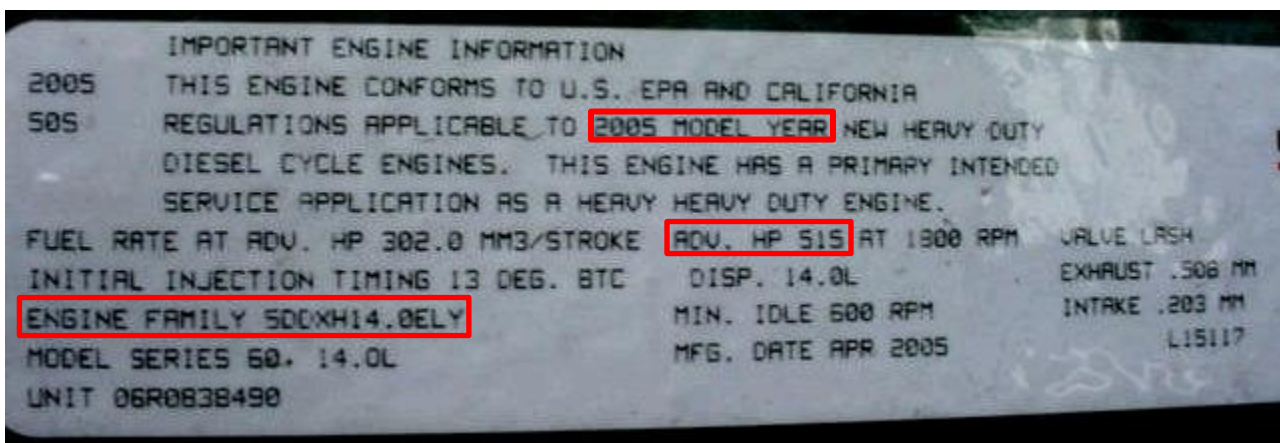 IMPORTANT ENGINE INFORMATION
2005 THIS ENGINE CONFORMS TO U.S. EPA AND CALIFORNIA
50S REGULATIONS APPLICABLE TO 2005 MODEL YEAR NEW HEAVY DUTY
DIESEL CYCLE ENGINES. THIS ENGINE HAS A PRIMARY INTENDED
SERVICE APPLICATION AS A HEAVY HEAVY DUTY ENGINE.
FUEL RATE AT ADV. HP 302.0 MM3/STROKE ADV. HP 515 AT 1800 RPM VALVE LASH
INITIAL INJECTION TIMING 13 DEG. BTC DISP. 14.0L EXHAUST .508 MM
ENGINE FAMILY 5DDXH14.0ELY MIN. IDLE 600 RPM INTAKE .203 MM
MODEL SERIES 60. 14.0L MFG. DATE APR 2005 L15117
UNIT 06R0838490